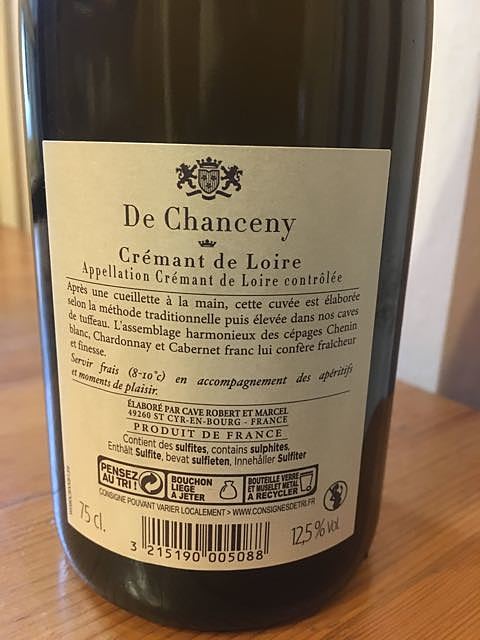 De Chanceny
Crémant de Loire
Appellation Crémant de Loire contrôlée
Après une cueillette à la main, cette cuvée est élaborée
selon la méthode traditionnelle puis élevée dans nos caves
de tuffeau. L'assemblage harmonieux des cépages Chenin
blanc, Chardonnay et Cabernet franc lui confère fraîcheur
et finesse.
Servir frais (8-10°c) en accompagnement des apéritifs
et moments de plaisir.
ÉLABORÉ PAR CAVE ROBERT ET MARCEL
49260 ST CYR-EN-BOURG - FRANCE
PRODUIT DE FRANCE
Contient des sulfites, contains sulphites,
Enthält Sulfite, bevat sulfieten, Innehåller Sulfiter
PENSEZ
AU TRI !
BOUCHON
LIÈGE
À JETER
BOUTEILLE VERRE
ET MUSELET MÉTAL
À RECYCLER
CONSIGNE POUVANT VARIER LOCALEMENT > WWW.CONSIGNESDETRI.FR
75 cl.
3 215190 005088
12,5 % Vol.